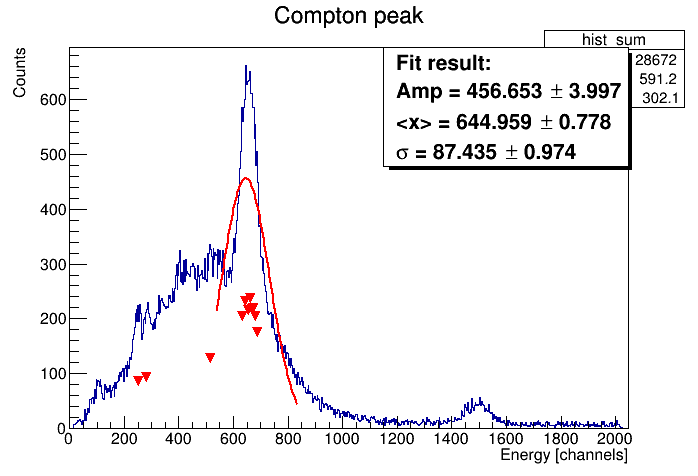 Compton peak
hist_sum
28672
591.2
302.1
Fit result:
Amp = 456.653 ± 3.997
<x> = 644.959 ± 0.778
σ = 87.435 ± 0.974
Counts
600
500
400
300
200
100
0
0 200 400 600 800 1000 1200 1400 1600 1800 2000
Energy [channels]